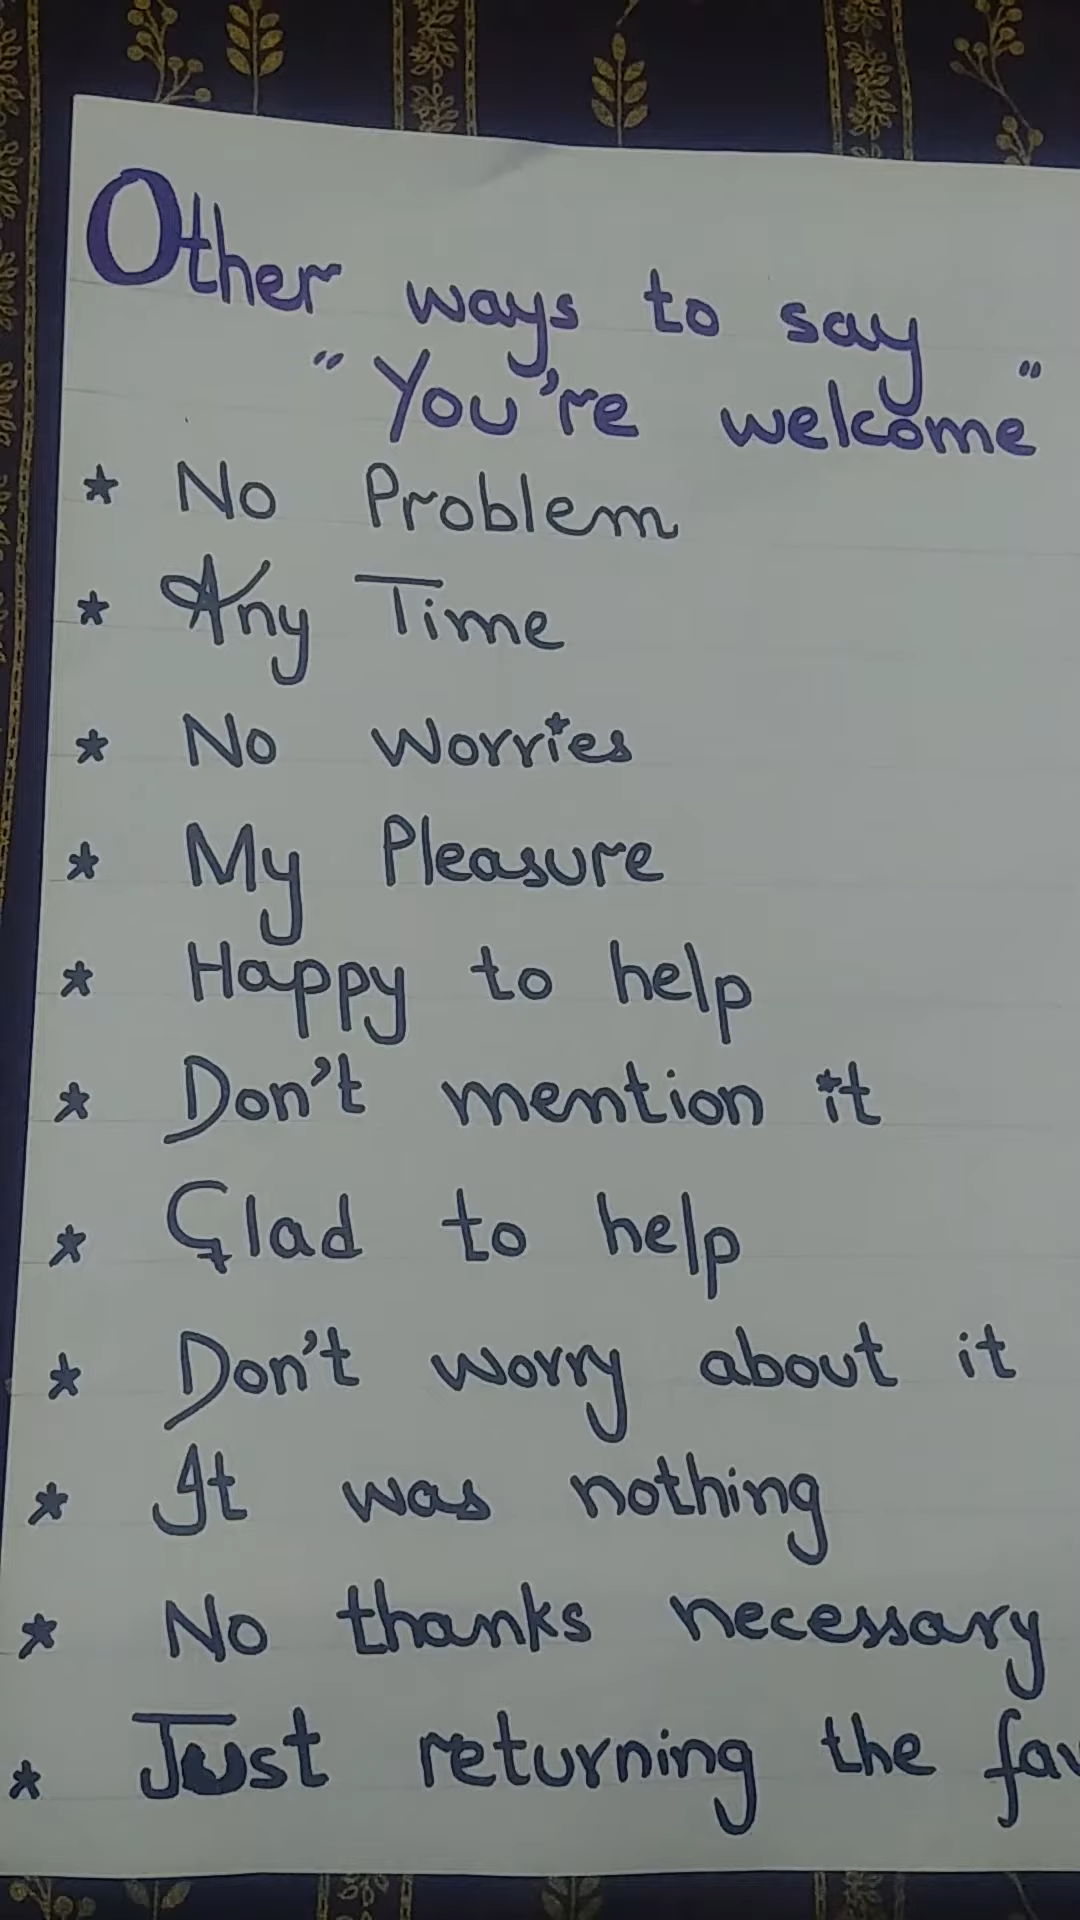 Other ways to say
"You're welcome"
* No Problem
* Any Time
* No Worries
* My Pleasure
* Happy to help
* Don't mention it
* Glad to help
* Don't worry about it
* It was nothing
* No thanks necessary
* Just returning the